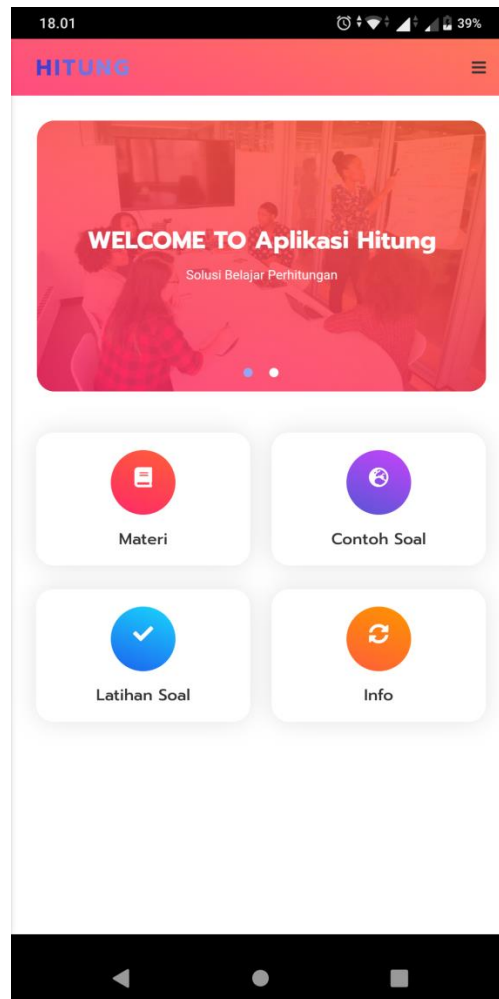 18.01
39%
HITUNG
WELCOME TO Aplikasi Hitung
Solusi Belajar Perhitungan
Materi
Contoh Soal
Latihan Soal
Info